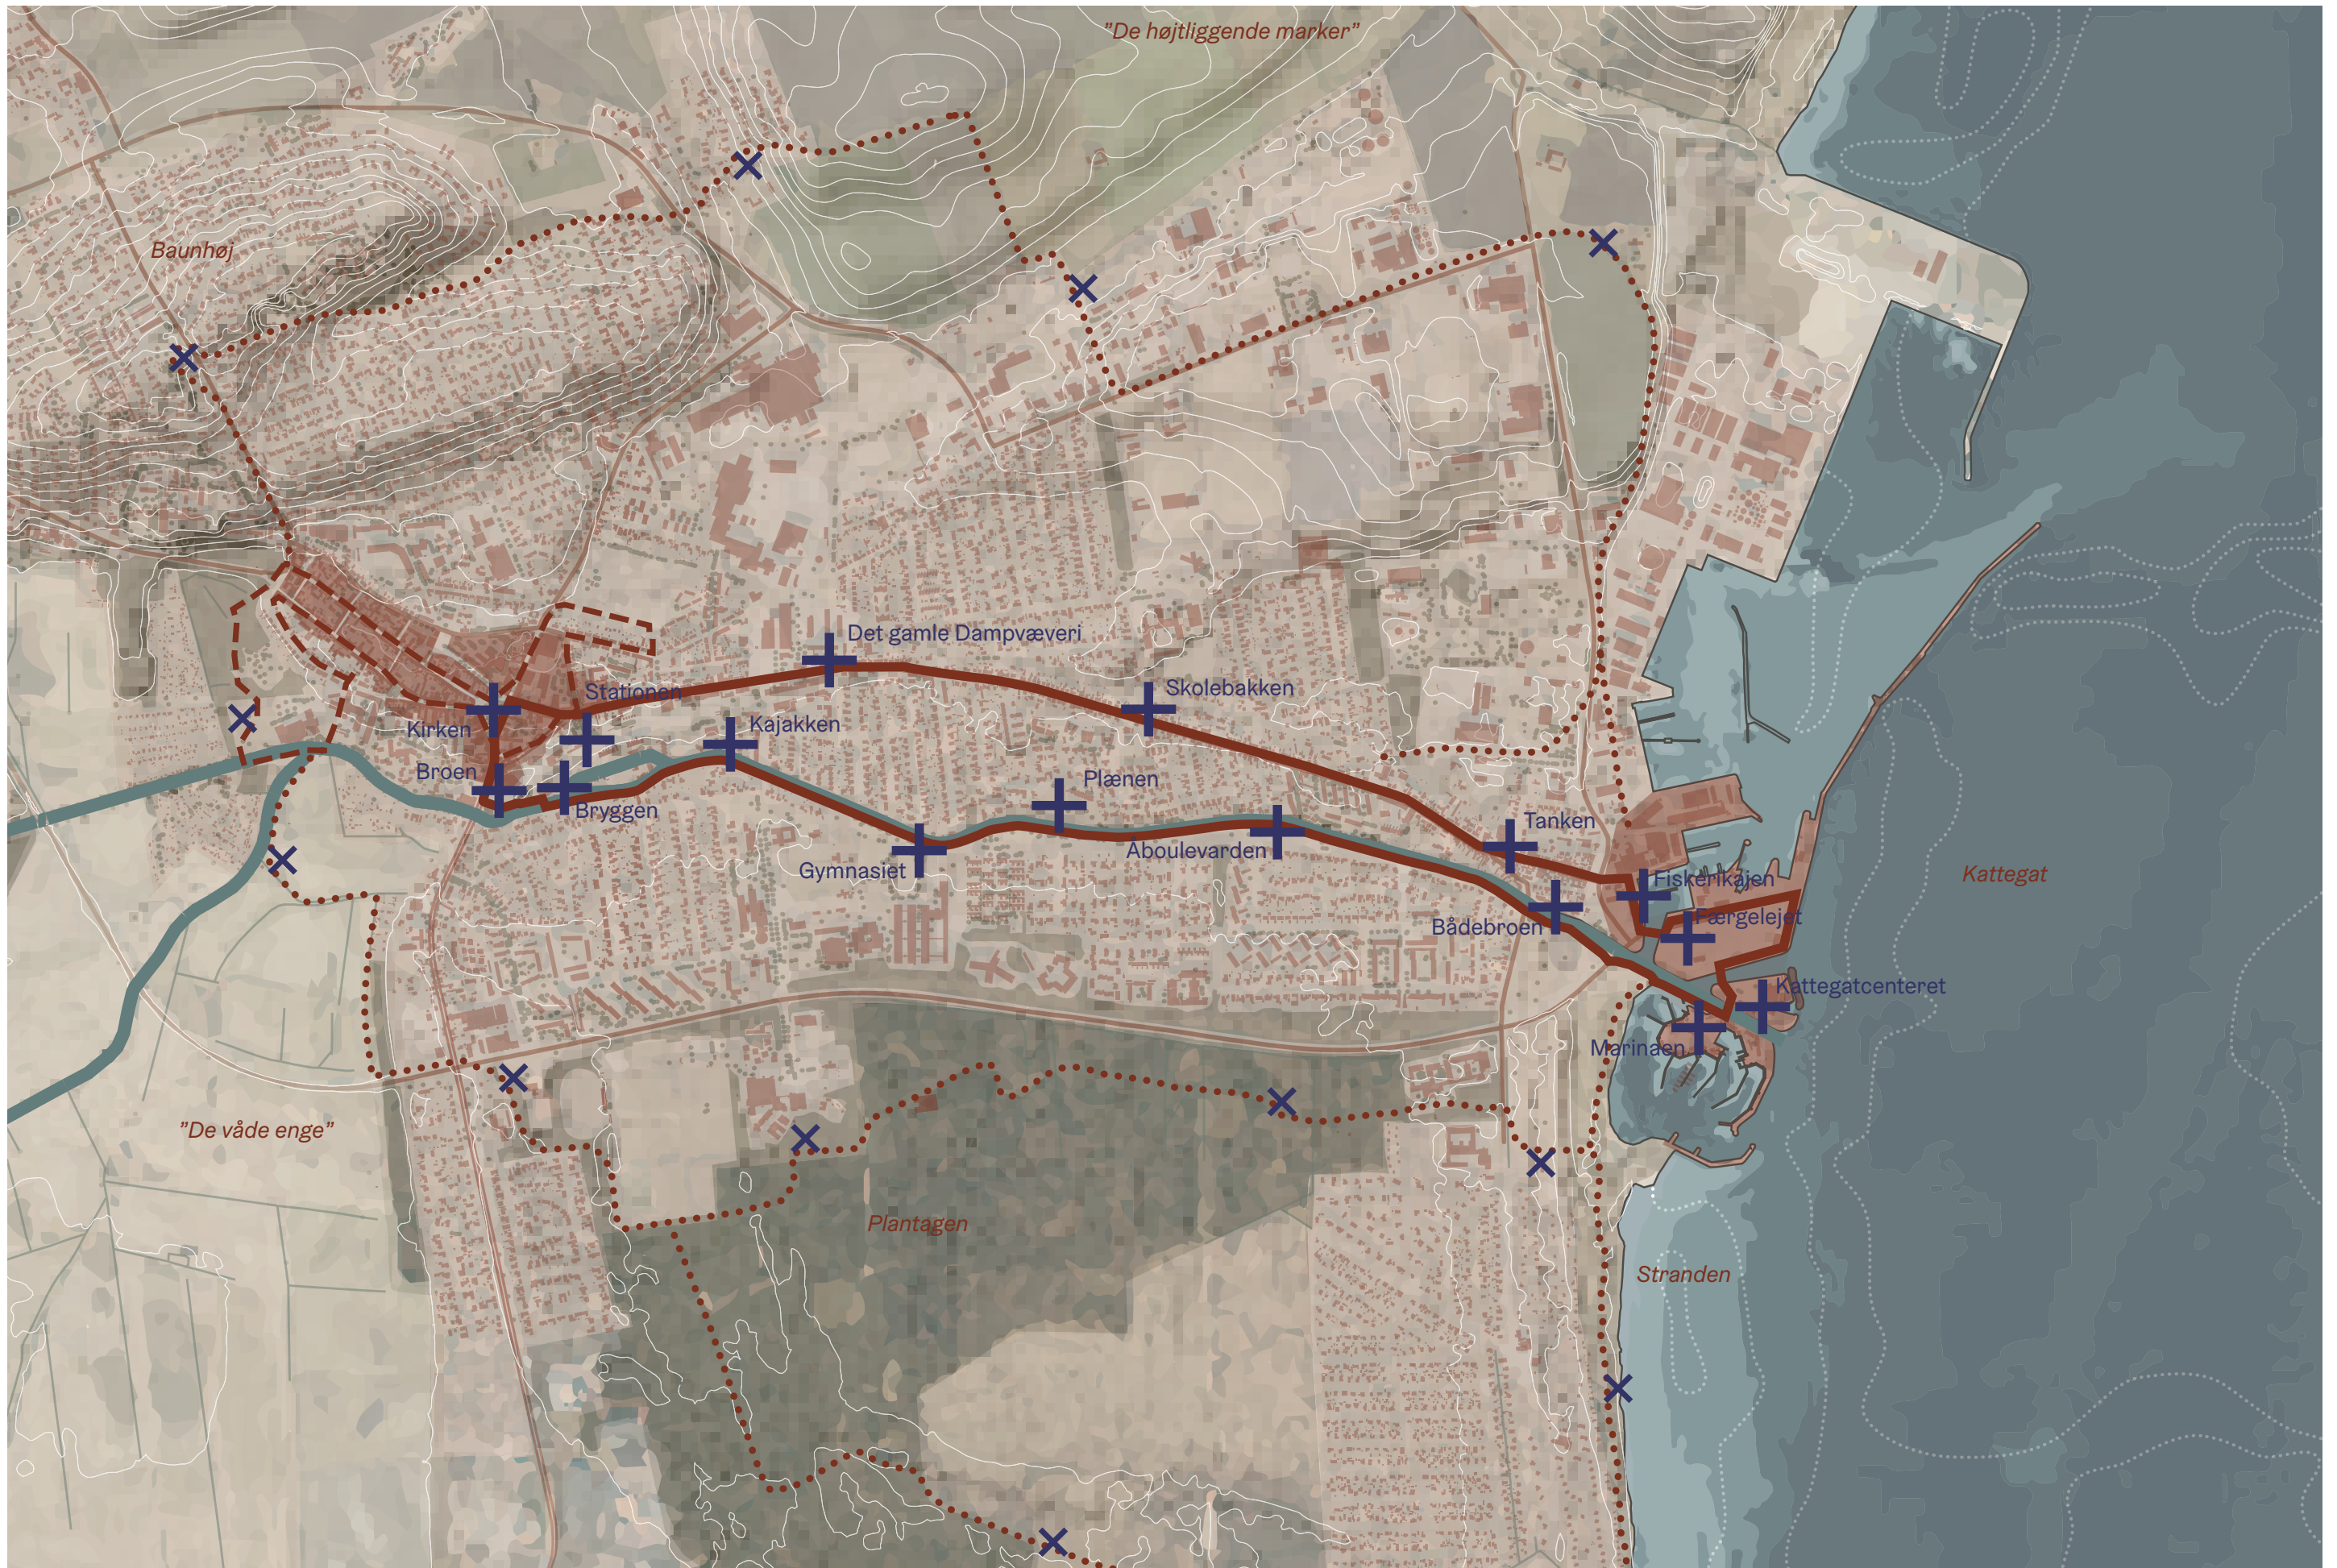 ”De højtliggende marker”
Baunhøj
Det gamle Dampvæveri
Stationen
Skolebakken
Kirken
Kajakken
Broen
Plænen
Bryggen
Tanken
Åboulevarden
Gymnasiet
Fiskerikajen
Kattegat
Færgelejet
Bådebroen
Kattegatcenteret
Marinaen
”De våde enge”
Plantagen
Stranden